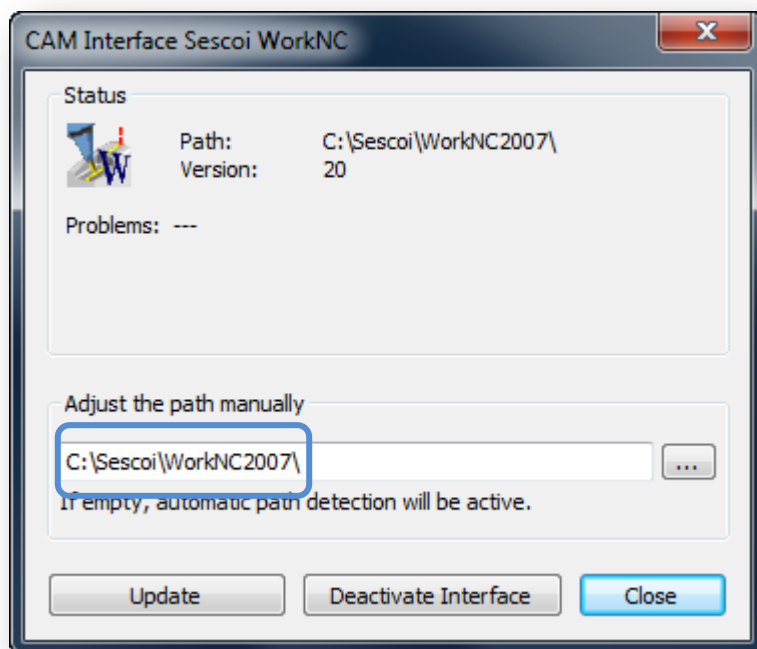 CAM Interface Sescoi WorkNC
Status
Path: C:\Sescoi\WorkNC2007\
Version: 20
Problems: ---
Adjust the path manually
C:\Sescoi\WorkNC2007\
...
If empty, automatic path detection will be active.
Update Deactivate Interface Close